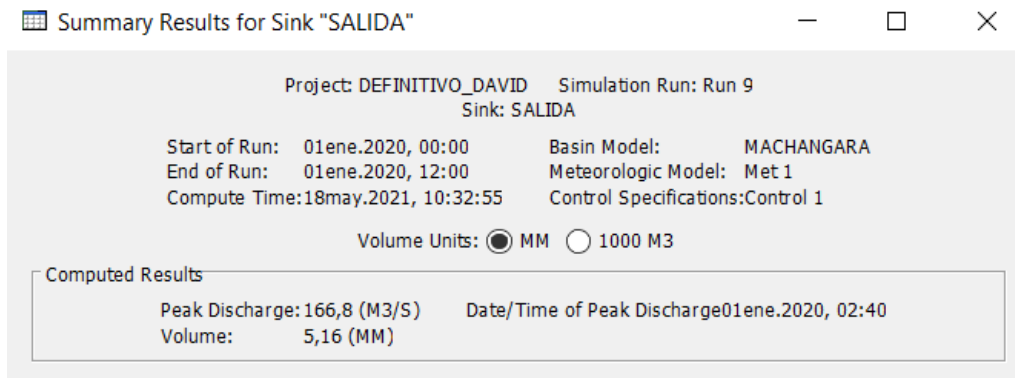 Summary Results for Sink "SALIDA"
Project: DEFINITIVO_DAVID Simulation Run: Run 9
Sink: SALIDA
Start of Run: 01ene.2020, 00:00 Basin Model: MACHANGARA
End of Run: 01ene.2020, 12:00 Meteorologic Model: Met 1
Compute Time:18may.2021, 10:32:55 Control Specifications:Control 1
Volume Units: MM 1000 M3
Computed Results
Peak Discharge:166,8 (M3/S) Date/Time of Peak Discharge01ene.2020, 02:40
Volume: 5,16 (MM)